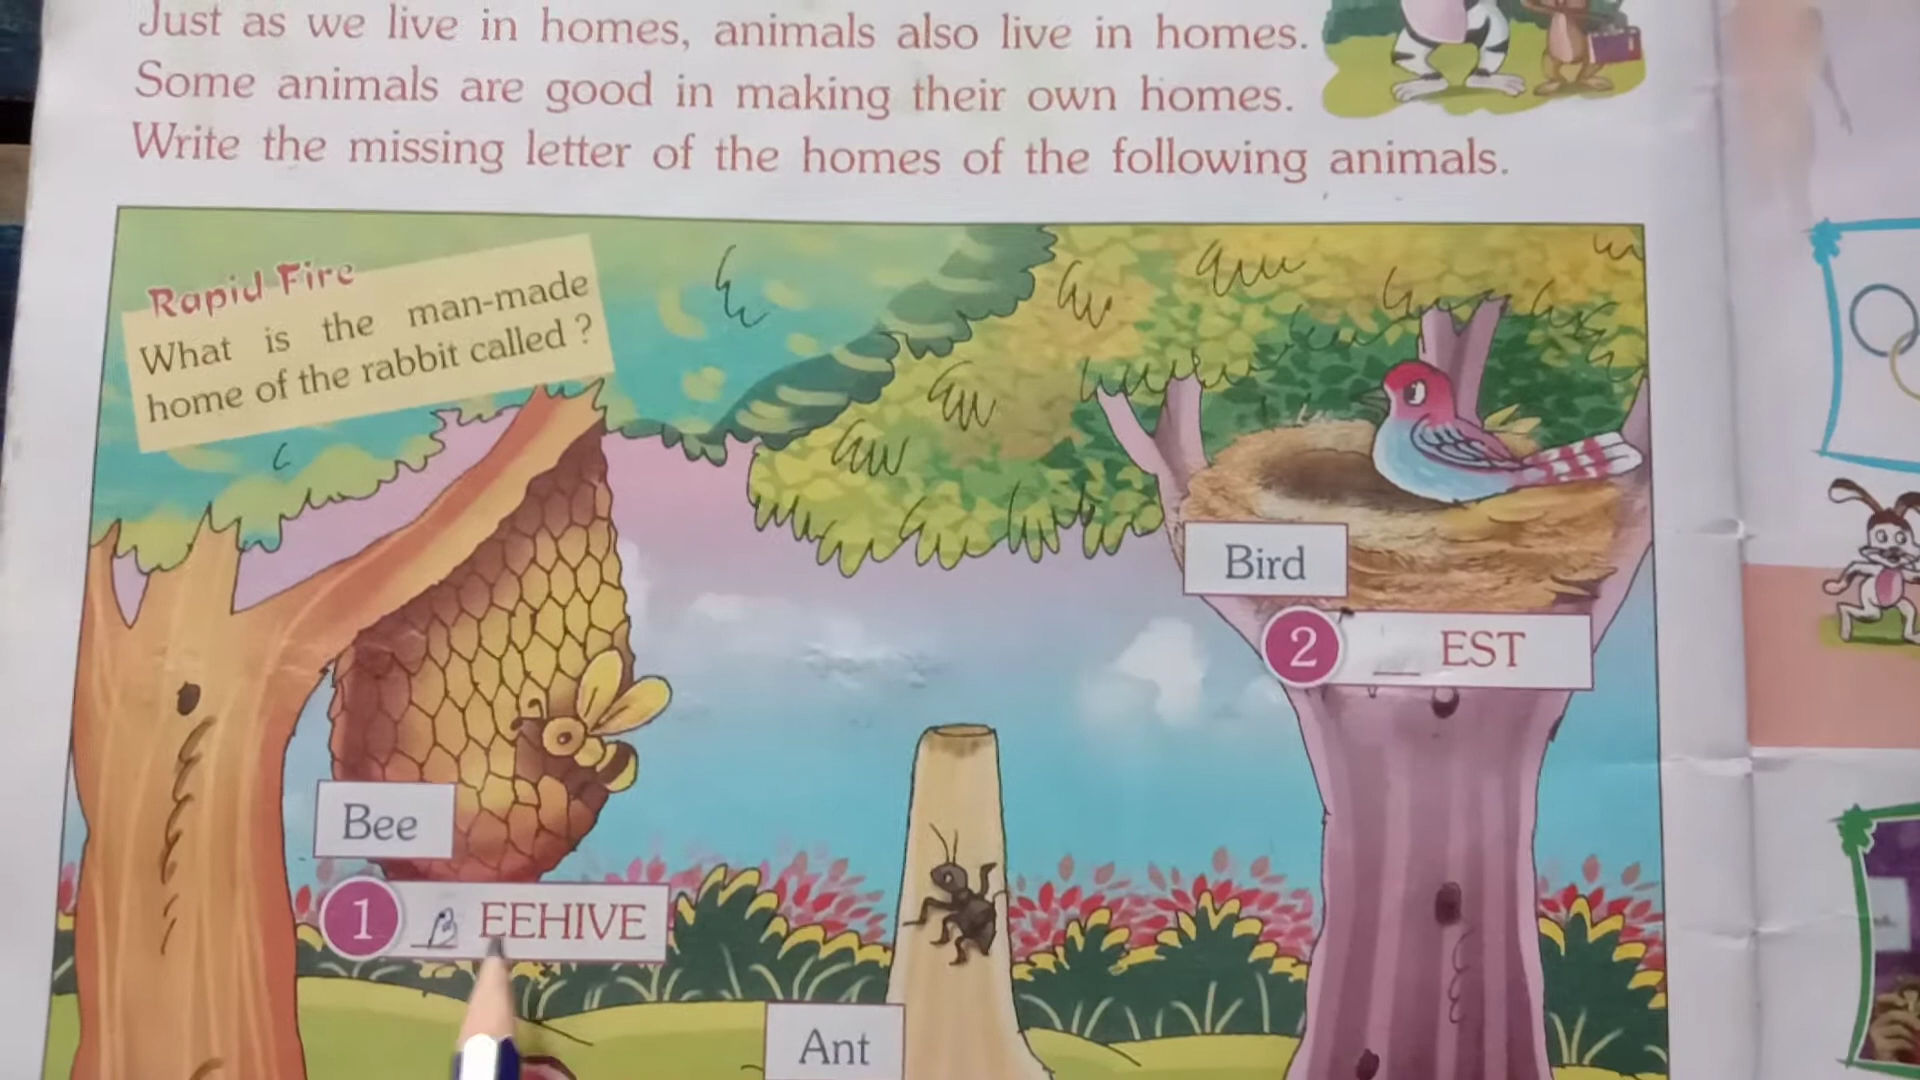 Just as we live in homes, animals also live in homes.
Some animals are good in making their own homes.
Write the missing letter of the homes of the following animals.
Rapid Fire
What is the man-made
home of the rabbit called ?
Bird
2 __ EST
Bee
1 B EEHIVE
Ant